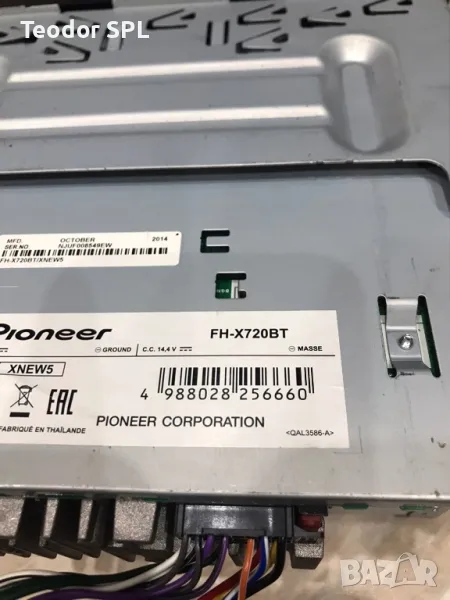 Teodor SPL
MFD. OCTOBER 2014
SER.NO NJUF008549EW
FH-X720BT/XNEW5
Pioneer FH-X720BT
GROUND C.C. 14,4 V MASSE
XNEW5
EAC
4 988028 256660
PIONEER CORPORATION
FABRIQUÉ EN THAÏLANDE
<QAL3586-A>
BAZAR